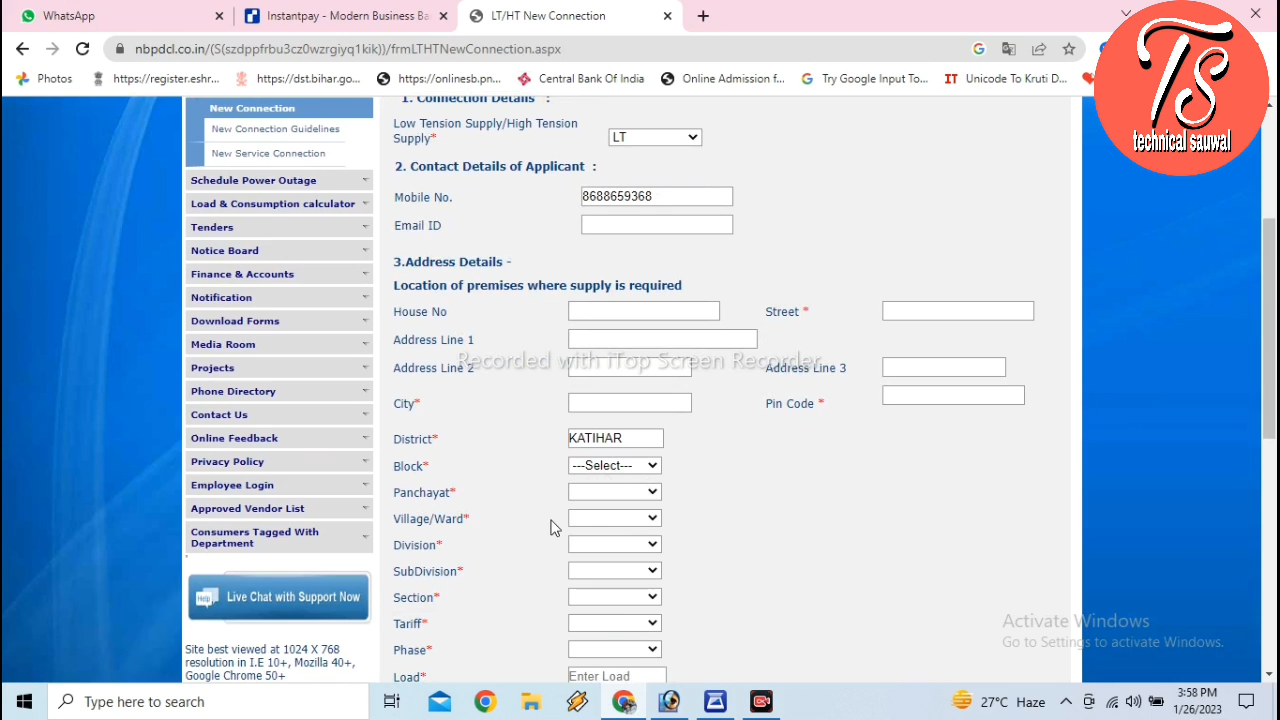 WhatsApp
Instantpay - Modern Business Ba
LT/HT New Connection
nbpdcl.co.in/(S(szdppfrbu3cz0wzrgiyq1kik))/frmLTHTNewConnection.aspx
Photos
https://register.eshr...
https://dst.bihar.go...
https://onlinesb.pn...
Central Bank Of India
Online Admission f...
Try Google Input To...
IT Unicode To Kruti D...
TS
technical sauwal
New Connection
New Connection Guidelines
New Service Connection
Schedule Power Outage
Load & Consumption calculator
Tenders
Notice Board
Finance & Accounts
Notification
Download Forms
Media Room
Projects
Phone Directory
Contact Us
Online Feedback
Privacy Policy
Employee Login
Approved Vendor List
Consumers Tagged With
Department
Help Live Chat with Support Now
Site best viewed at 1024 X 768
resolution in I.E 10+, Mozilla 40+,
Google Chrome 50+
1. Connection Details :
Low Tension Supply/High Tension
Supply* LT
2. Contact Details of Applicant :
Mobile No. 8688659368
Email ID
3.Address Details -
Location of premises where supply is required
House No Street *
Address Line 1
Recorded with iTop Screen Recorder
Address Line 2 Address Line 3
City* Pin Code *
District* KATIHAR
Block* ---Select---
Panchayat*
Village/Ward*
Division*
SubDivision*
Section*
Tariff*
Phase*
Load* Enter Load
Activate Windows
Go to Settings to activate Windows.
Type here to search
27°C Haze
3:58 PM
1/26/2023